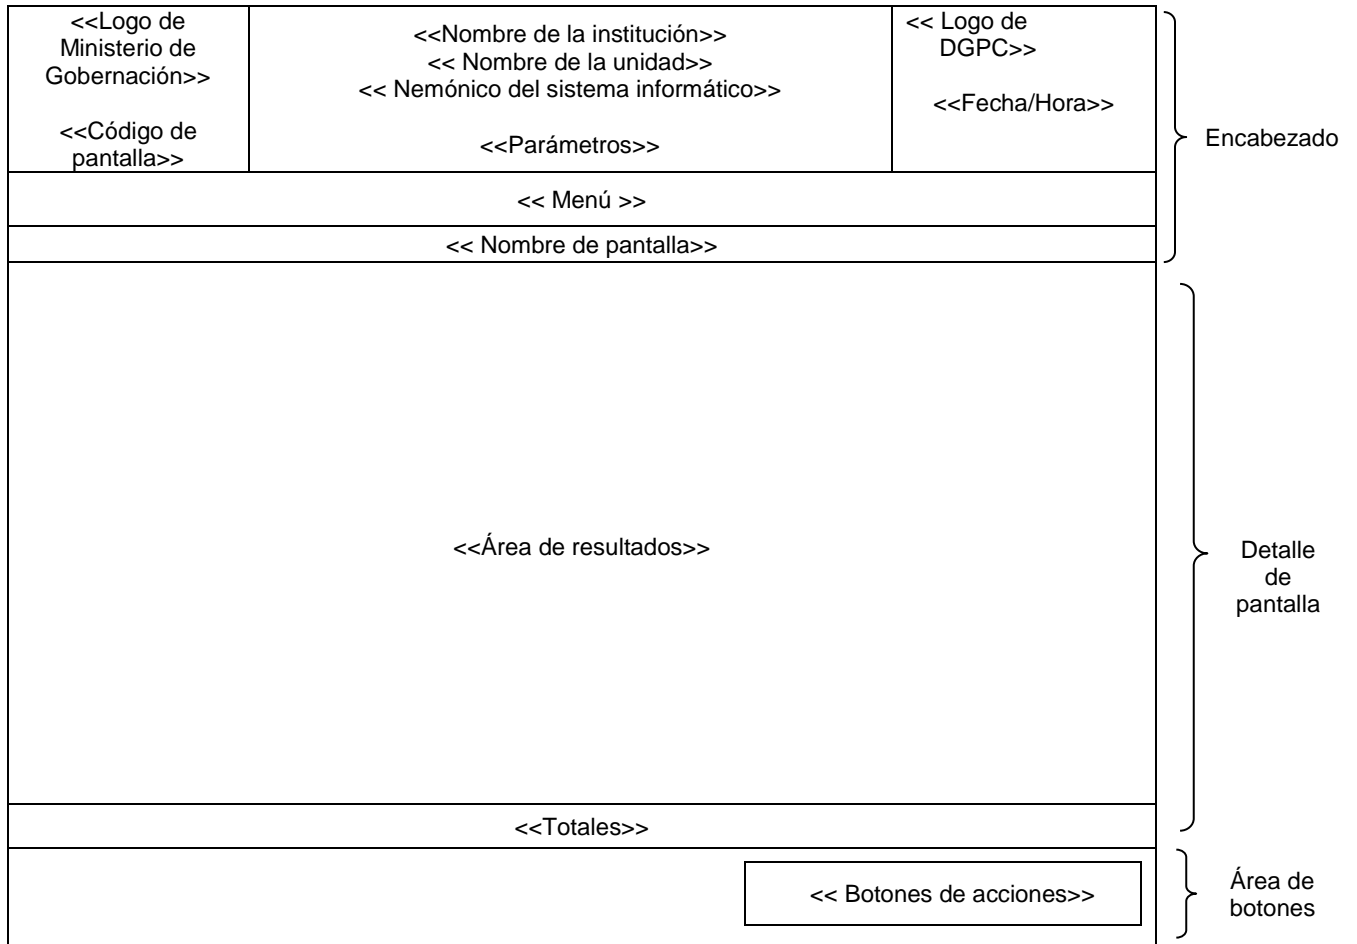 <<Logo de
Ministerio de
Gobernación>>
<<Código de
pantalla>>
<<Nombre de la institución>>
<< Nombre de la unidad>>
<< Nemónico del sistema informático>>
<<Parámetros>>
<< Logo de
DGPC>>
<<Fecha/Hora>>
Encabezado
<< Menú >>
<< Nombre de pantalla>>
<<Área de resultados>>
Detalle
de
pantalla
<<Totales>>
<< Botones de acciones>>
Área de
botones